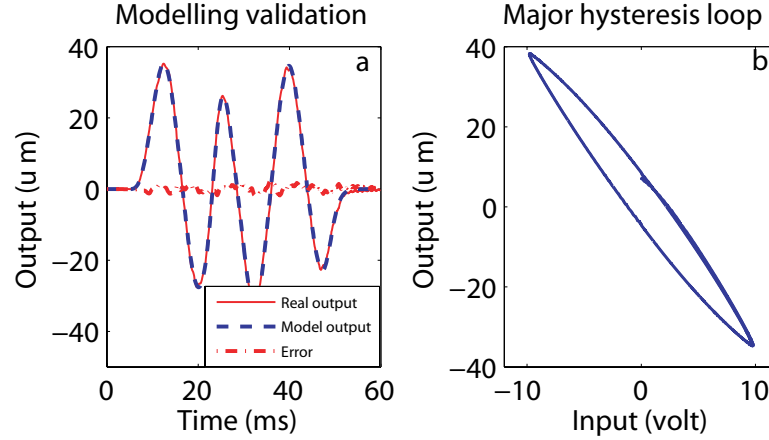 Modelling validation
Major hysteresis loop
a
40
20
0
−20
−40
Output (u m)
Real output
Model output
Error
0
20
40
60
Time (ms)
b
40
20
0
−20
−40
Output (u m)
−10
0
10
Input (volt)